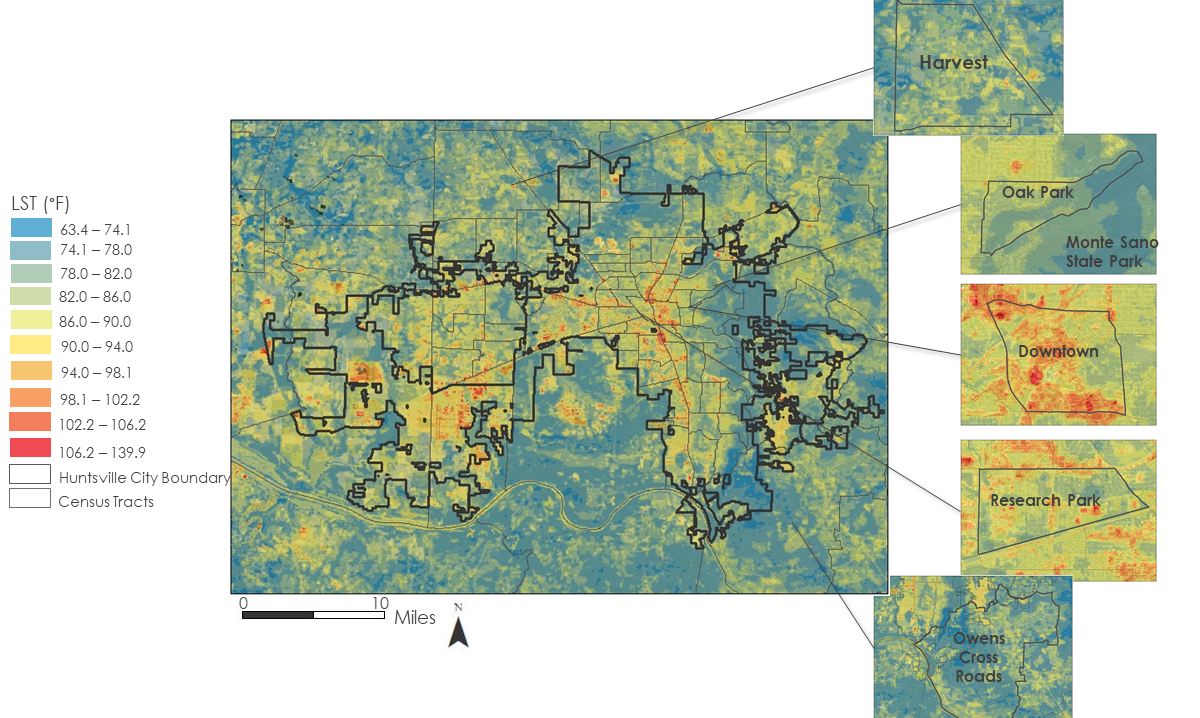 LST (°F)
63.4 – 74.1
74.1 – 78.0
78.0 – 82.0
82.0 – 86.0
86.0 – 90.0
90.0 – 94.0
94.0 – 98.1
98.1 – 102.2
102.2 – 106.2
106.2 – 139.9
Huntsville City Boundary
Census Tracts
0 10
Miles
N
Harvest
Oak Park
Monte Sano
State Park
Downtown
Research Park
Owens
Cross
Roads